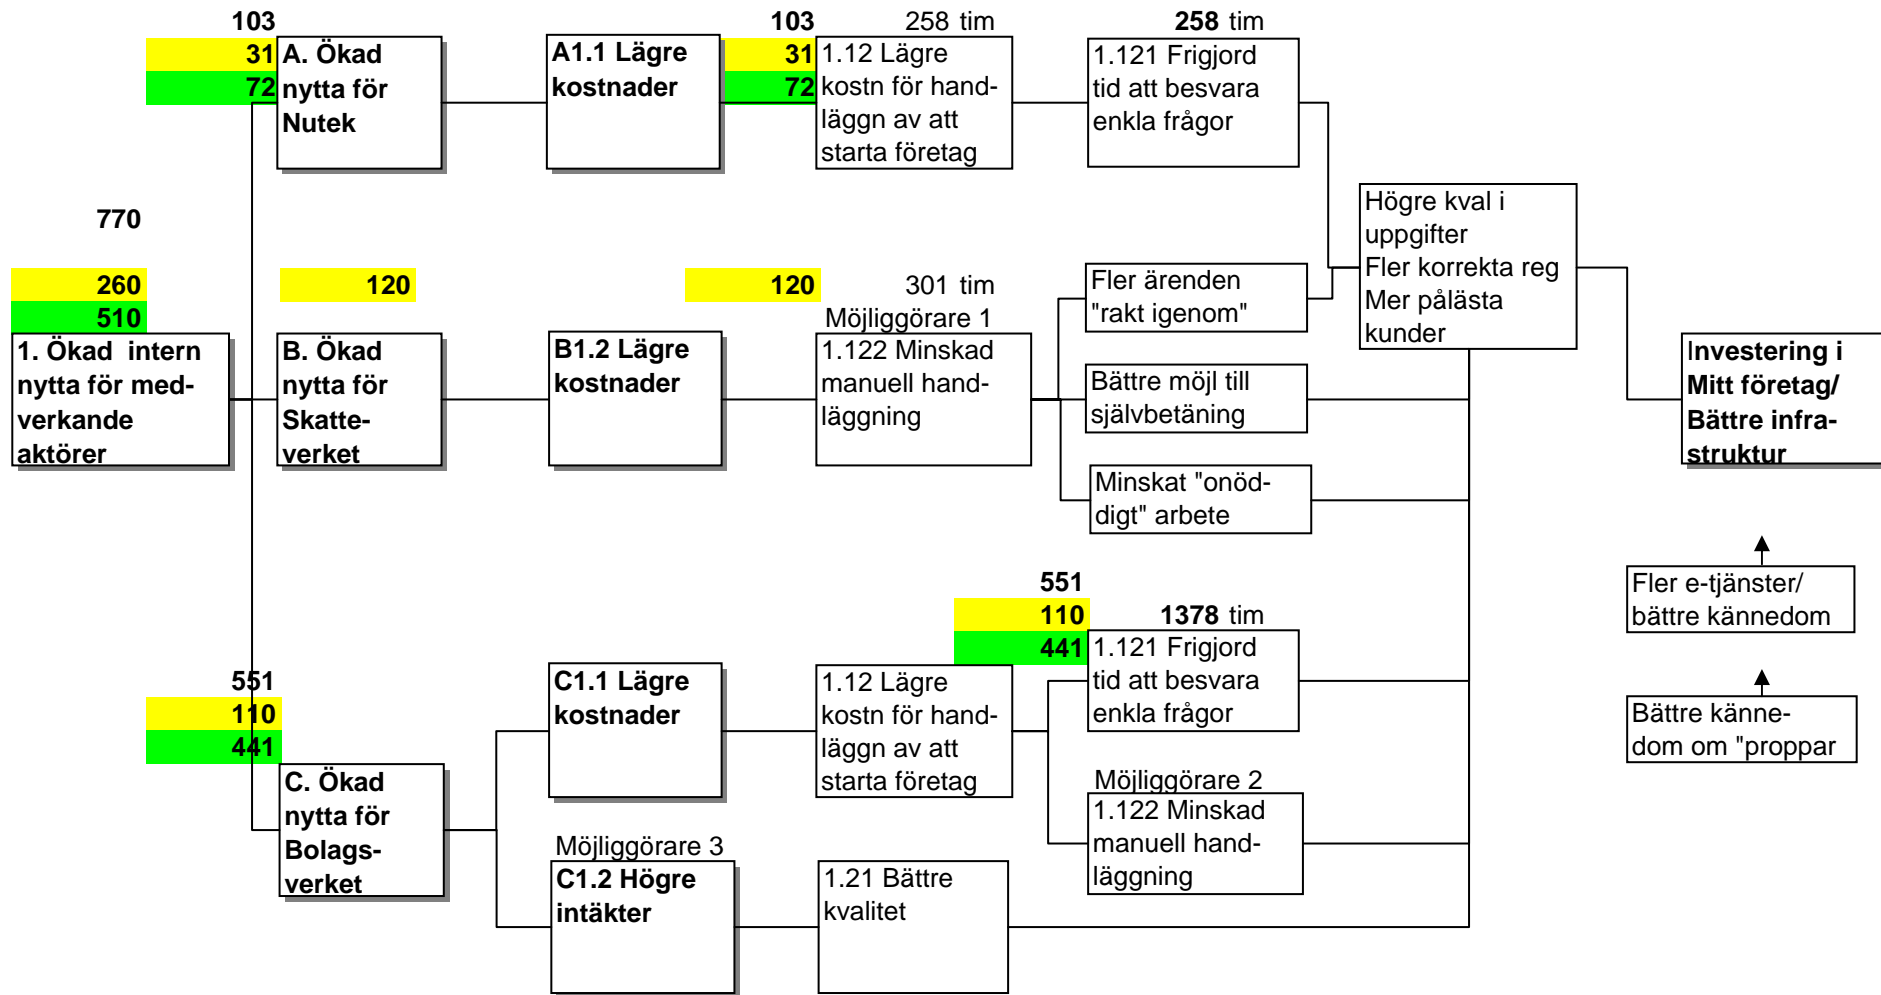 103
31
72
A. Ökad
nytta för
Nutek
A1.1 Lägre
kostnader
103
31
72
258 tim
1.12 Lägre
kostn för hand-
läggn av att
starta företag
258 tim
1.121 Frigjord
tid att besvara
enkla frågor
Högre kval i
uppgifter
Fler korrekta reg
Mer pålästa
kunder
770
260
510
1. Ökad intern
nytta för med-
verkande
aktörer
120
B. Ökad
nytta för
Skatte-
verket
B1.2 Lägre
kostnader
120
301 tim
Möjliggörare 1
1.122 Minskad
manuell hand-
läggning
Fler ärenden
"rakt igenom"
Bättre möjl till
självbetäning
Minskat "onöd-
digt" arbete
Investering i
Mitt företag/
Bättre infra-
struktur
Fler e-tjänster/
bättre kännedom
Bättre känne-
dom om "proppar
551
110
441
C. Ökad
nytta för
Bolags-
verket
C1.1 Lägre
kostnader
1.12 Lägre
kostn för hand-
läggn av att
starta företag
551
110
441
1378 tim
1.121 Frigjord
tid att besvara
enkla frågor
Möjliggörare 2
1.122 Minskad
manuell hand-
läggning
Möjliggörare 3
C1.2 Högre
intäkter
1.21 Bättre
kvalitet